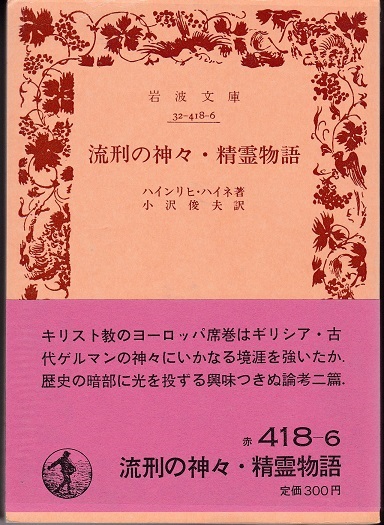 岩波文庫
32-418-6
流刑の神々・精霊物語
ハインリヒ・ハイネ著
小沢俊夫訳
キリスト教のヨーロッパ席巻はギリシア・古
代ゲルマンの神々にいかなる境涯を強いたか.
歴史の暗部に光を投ずる興味つきぬ論考二篇.
赤 418-6
流刑の神々・精霊物語
定価300円